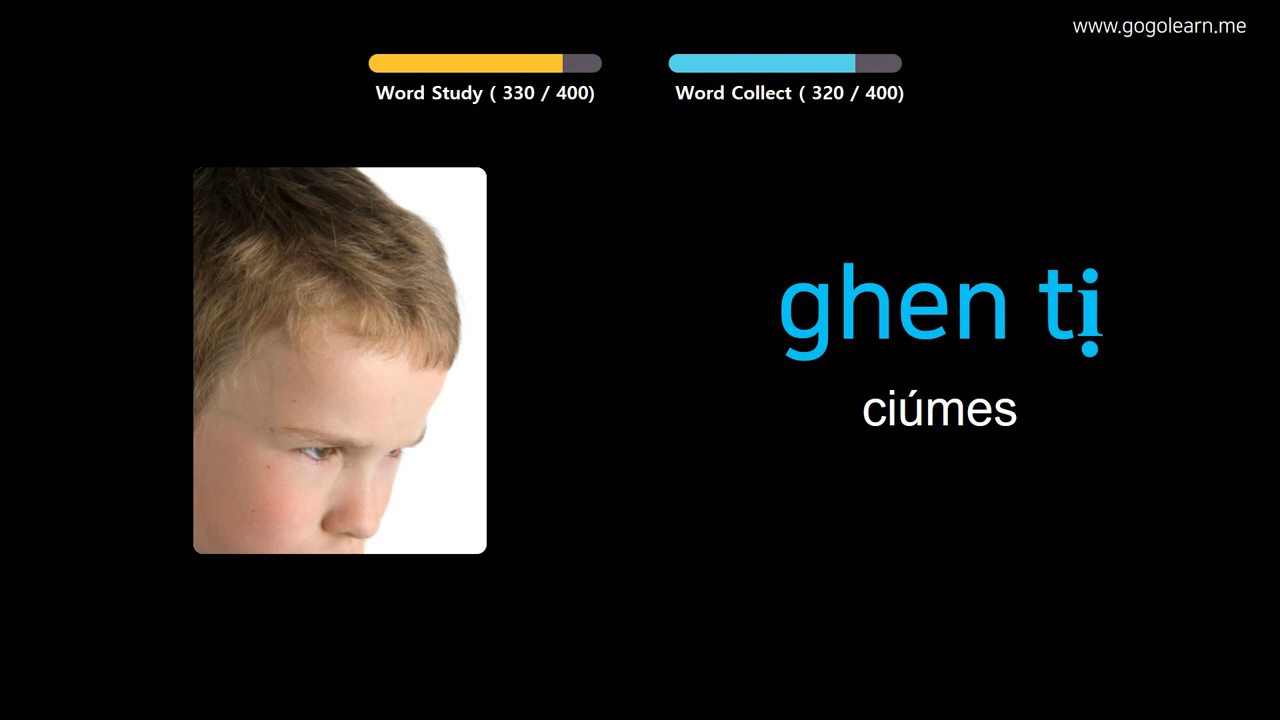 www.gogolearn.me
Word Study ( 330 / 400)
Word Collect ( 320 / 400)
ghen tị
ciúmes